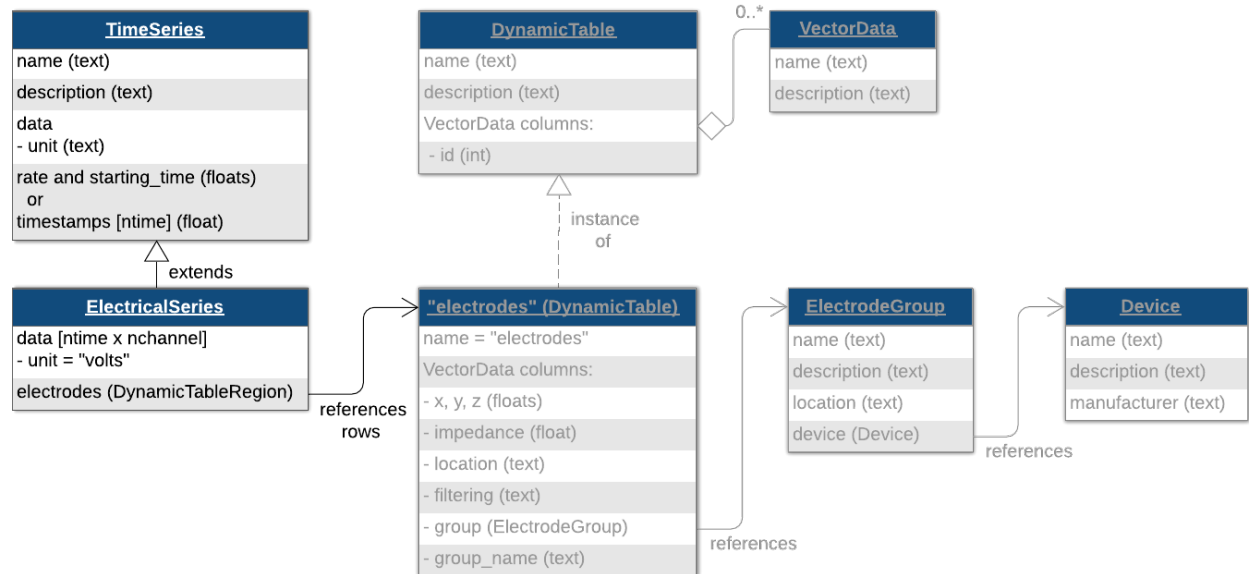 TimeSeries
name (text)
description (text)
data
- unit (text)
rate and starting_time (floats)
or
timestamps [ntime] (float)
extends
ElectricalSeries
data [ntime x nchannel]
- unit = "volts"
electrodes (DynamicTableRegion)
references
rows
DynamicTable
name (text)
description (text)
VectorData columns:
- id (int)
0..*
VectorData
name (text)
description (text)
instance
of
"electrodes" (DynamicTable)
name = "electrodes"
VectorData columns:
- x, y, z (floats)
- impedance (float)
- location (text)
- filtering (text)
- group (ElectrodeGroup)
- group_name (text)
references
ElectrodeGroup
name (text)
description (text)
location (text)
device (Device)
references
Device
name (text)
description (text)
manufacturer (text)